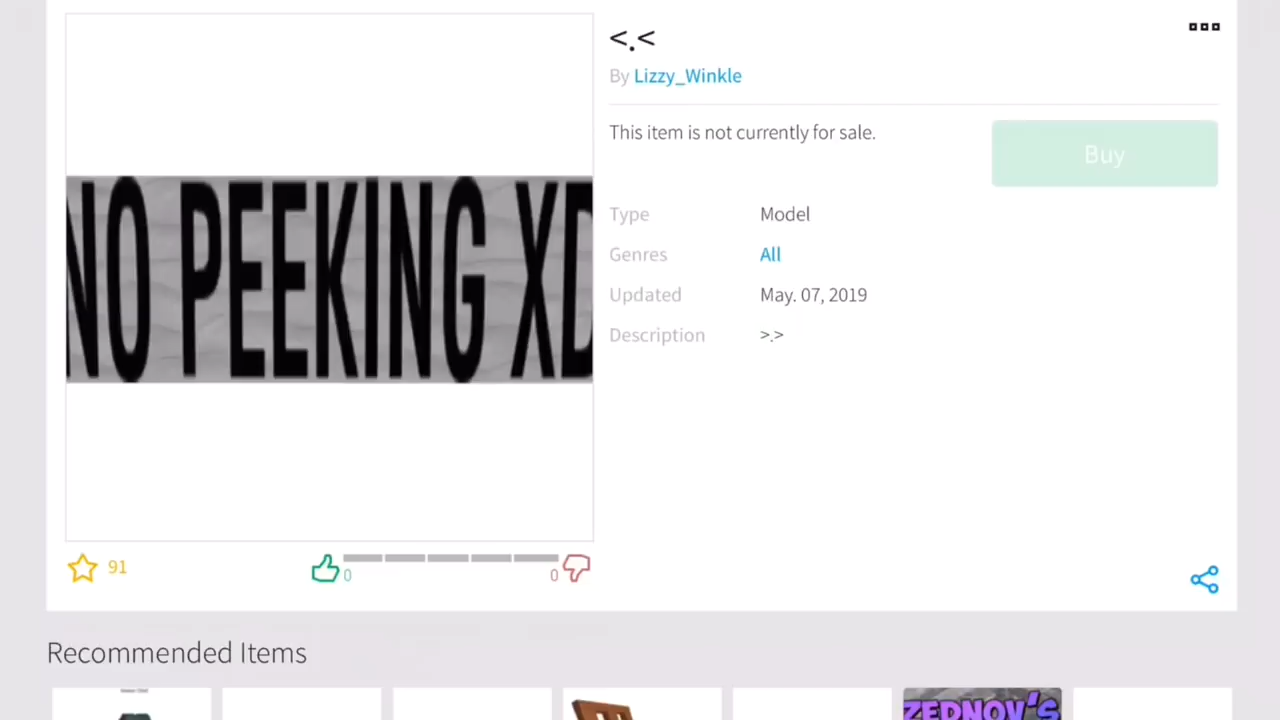 <.<
By Lizzy_Winkle
This item is not currently for sale.
Buy
NO PEEKING XD
Type Model
Genres All
Updated May. 07, 2019
Description >.>
91
0
0
Recommended Items
ZEDNOV'S